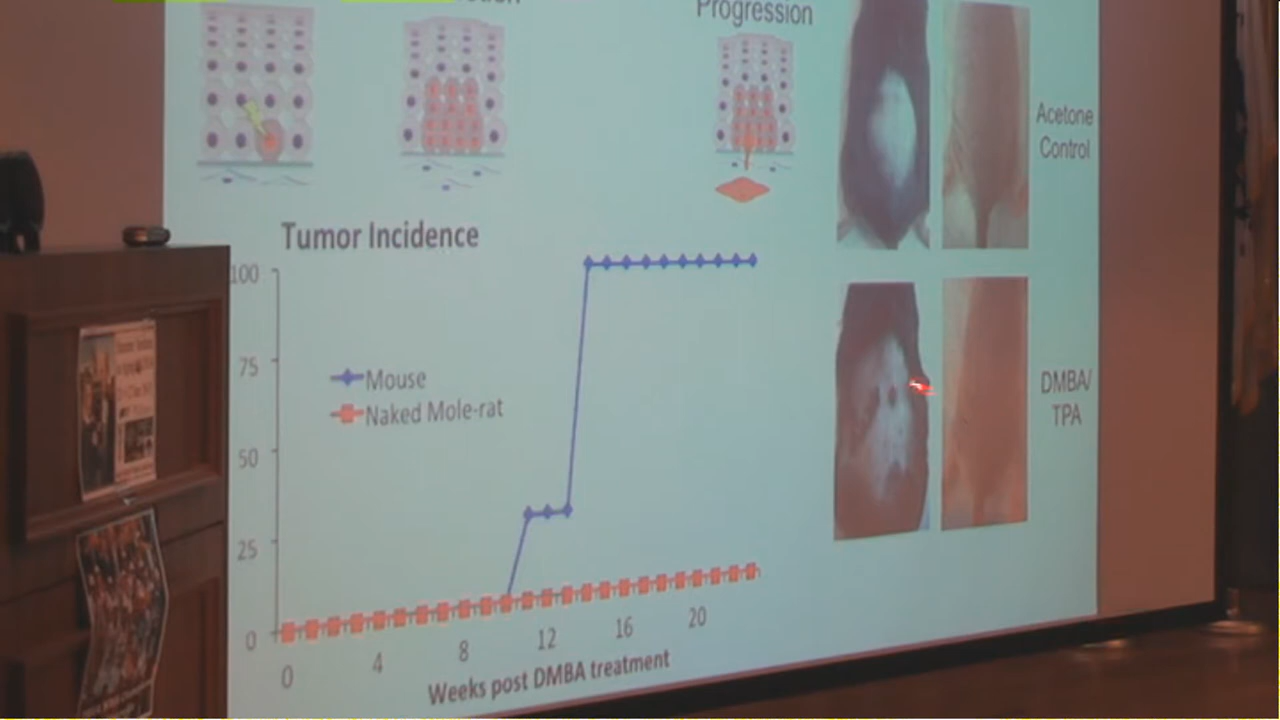 Progression
Acetone
Control
Tumor Incidence
100
75
50
25
0
Mouse
Naked Mole-rat
0
4
8
12
16
20
Weeks post DMBA treatment
DMBA/
TPA